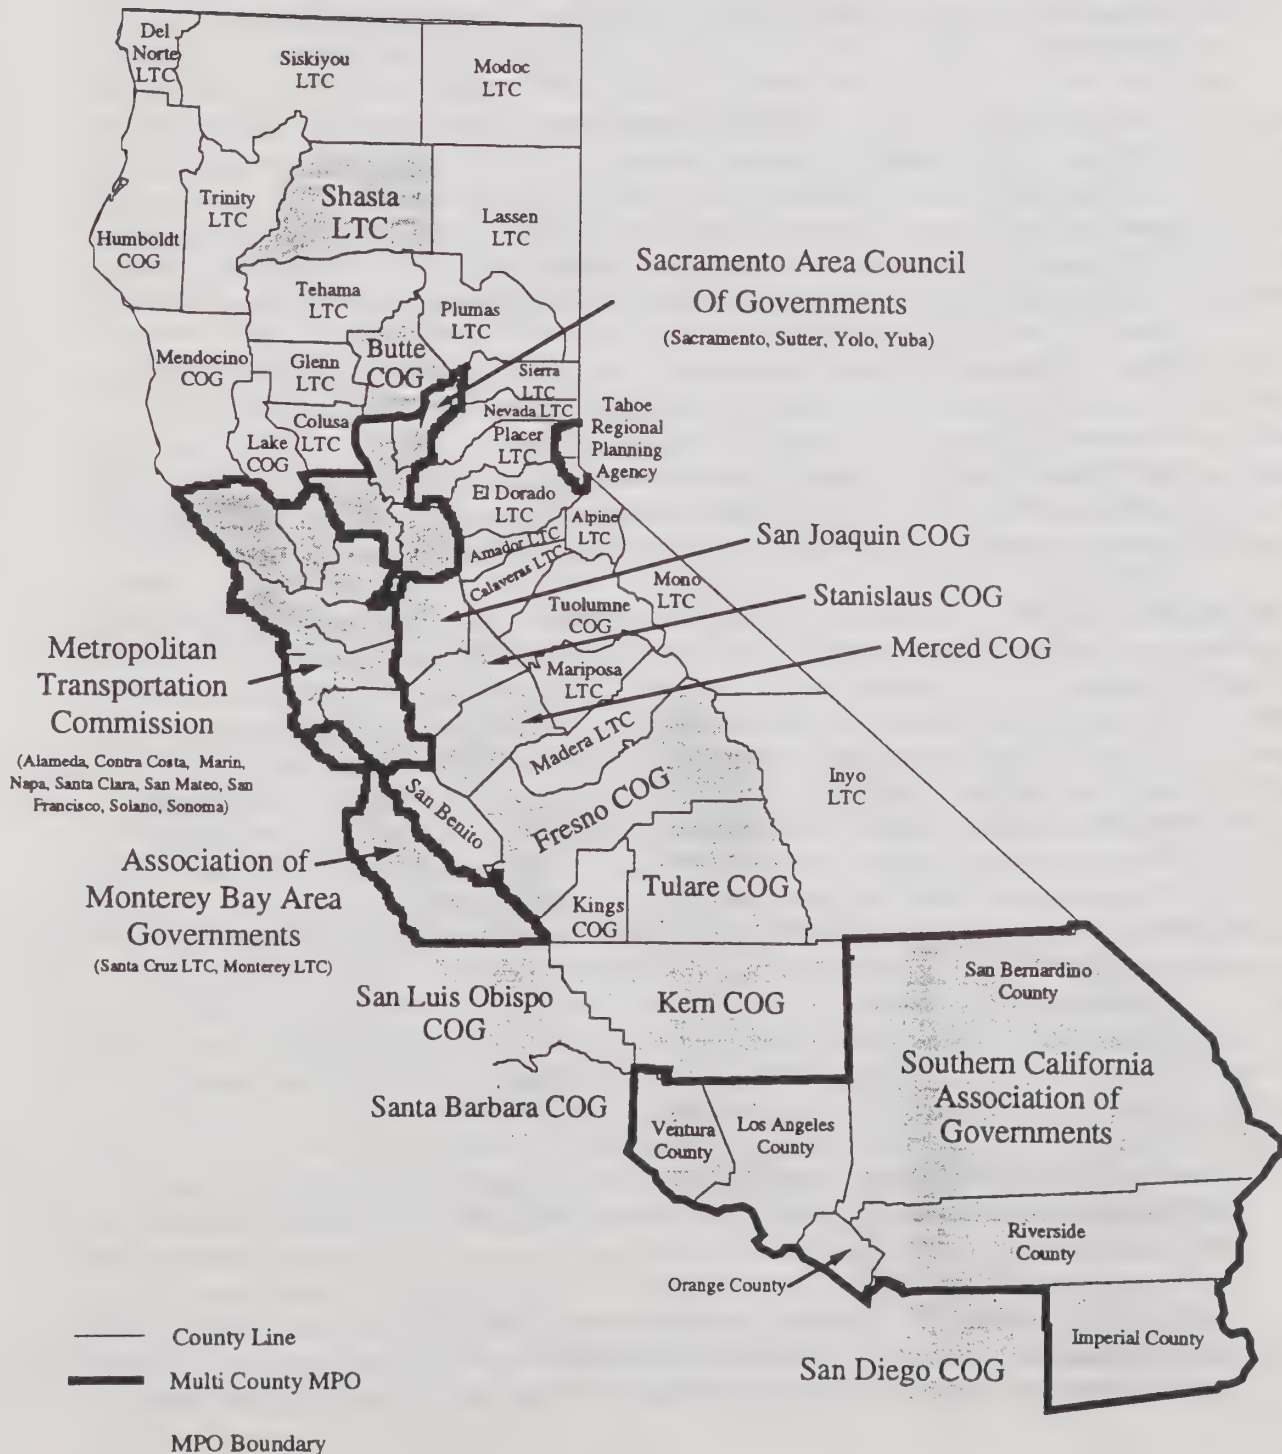 Del
Norte
LTC
Siskiyou
LTC
Modoc
LTC
Trinity
LTC
Shasta
LTC
Lassen
LTC
Humboldt
COG
Sacramento Area Council
Of Governments
(Sacramento, Sutter, Yolo, Yuba)
Tehama
LTC
Plumas
LTC
Mendocino
COG
Glenn
LTC
Butte
COG
Sierra
LTC
Nevada LTC
Tahoe
Regional
Planning
Agency
Colusa
LTC
Placer
LTC
Lake
COG
El Dorado
LTC
Alpine
LTC
Amador LTC
Calaveras LTC
San Joaquin COG
Mono
LTC
Stanislaus COG
Tuolumne
COG
Merced COG
Mariposa
LTC
Metropolitan
Transportation
Commission
(Alameda, Contra Costa, Marin,
Napa, Santa Clara, San Mateo, San
Francisco, Solano, Sonoma)
Madera LTC
Inyo
LTC
San Benito
Fresno COG
Association of
Monterey Bay Area
Governments
(Santa Cruz LTC, Monterey LTC)
Tulare COG
Kings
COG
San Luis Obispo
COG
Kern COG
San Bernardino
County
Southern California
Association of
Governments
Santa Barbara COG
Ventura
County
Los Angeles
County
Riverside
County
Orange County
Imperial County
San Diego COG
County Line
Multi County MPO
MPO Boundary